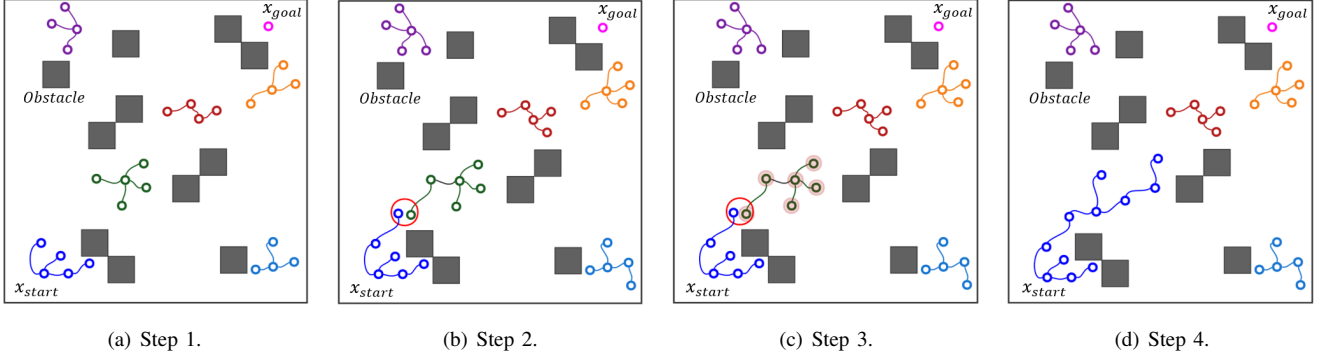 x_goal
Obstacle
x_start
(a) Step 1.
x_goal
Obstacle
x_start
(b) Step 2.
x_goal
Obstacle
x_start
(c) Step 3.
x_goal
Obstacle
x_start
(d) Step 4.